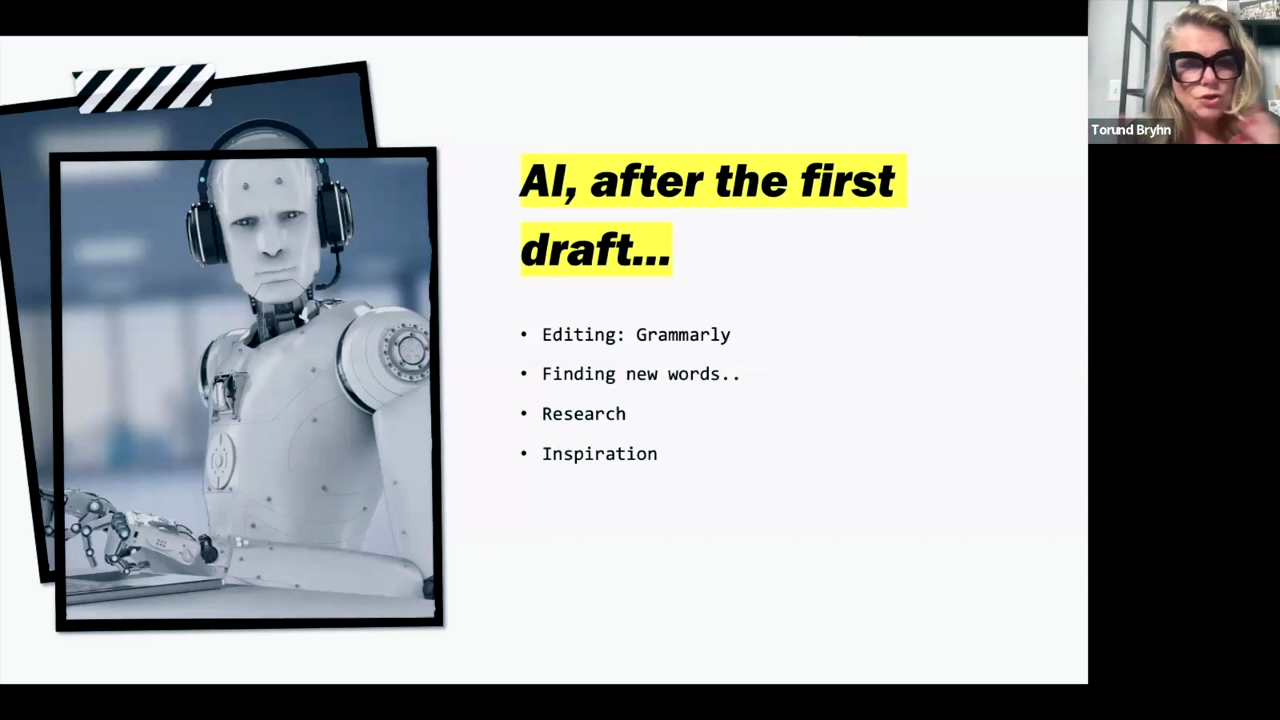 AI, after the first
draft...
• Editing: Grammarly
• Finding new words..
• Research
• Inspiration
Torund Bryhn